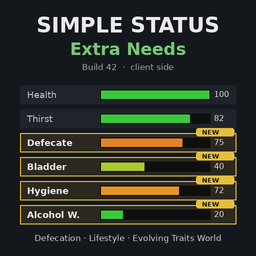 SIMPLE STATUS
Extra Needs
Build 42 · client side
Health 100
Thirst 82
NEW
Defecate 75
NEW
Bladder 40
NEW
Hygiene 72
NEW
Alcohol W. 20
Defecation · Lifestyle · Evolving Traits World